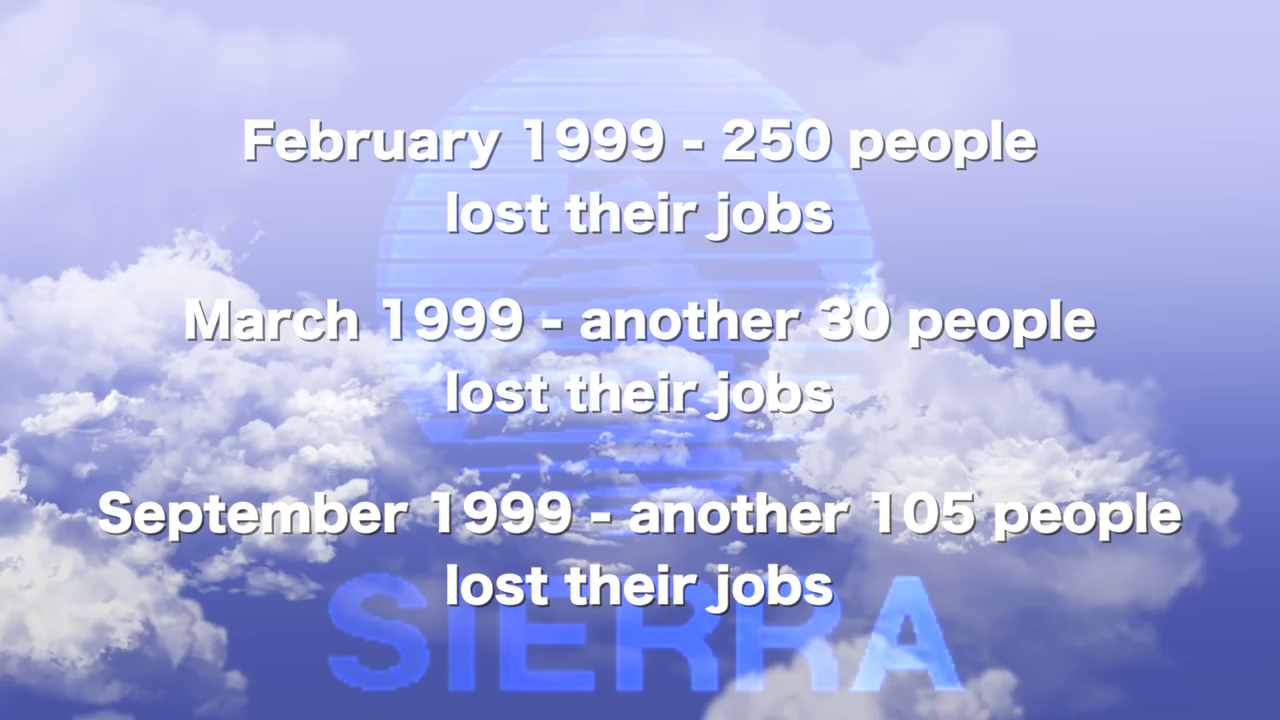 February 1999 - 250 people
lost their jobs
March 1999 - another 30 people
lost their jobs
September 1999 - another 105 people
lost their jobs
SIERRA